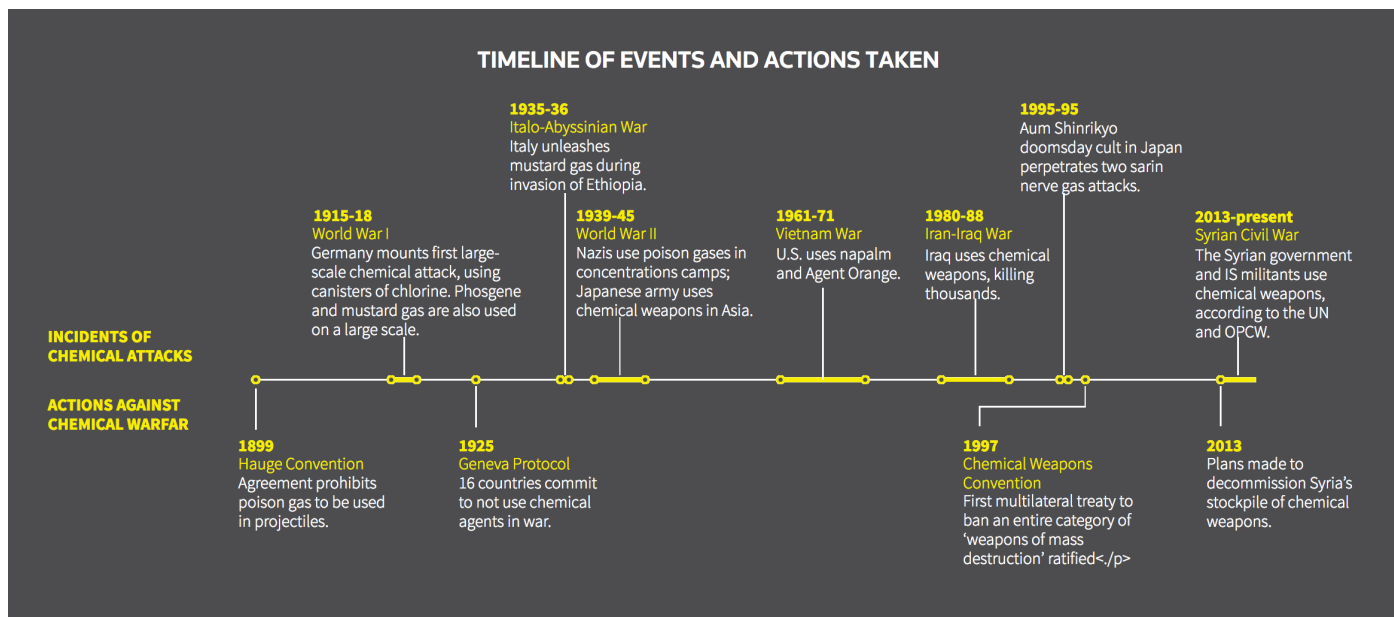 TIMELINE OF EVENTS AND ACTIONS TAKEN
1935-36
Italo-Abyssinian War
Italy unleashes
mustard gas during
invasion of Ethiopia.
1995-95
Aum Shinrikyo
doomsday cult in Japan
perpetrates two sarin
nerve gas attacks.
1915-18
World War I
Germany mounts first large-
scale chemical attack, using
canisters of chlorine. Phosgene
and mustard gas are also used
on a large scale.
1939-45
World War II
Nazis use poison gases in
concentrations camps;
Japanese army uses
chemical weapons in Asia.
1961-71
Vietnam War
U.S. uses napalm
and Agent Orange.
1980-88
Iran-Iraq War
Iraq uses chemical
weapons, killing
thousands.
2013-present
Syrian Civil War
The Syrian government
and IS militants use
chemical weapons,
according to the UN
and OPCW.
INCIDENTS OF
CHEMICAL ATTACKS
ACTIONS AGAINST
CHEMICAL WARFAR
1899
Hauge Convention
Agreement prohibits
poison gas to be used
in projectiles.
1925
Geneva Protocol
16 countries commit
to not use chemical
agents in war.
1997
Chemical Weapons
Convention
First multilateral treaty to
ban an entire category of
‘weapons of mass
destruction’ ratified<./p>
2013
Plans made to
decommission Syria’s
stockpile of chemical
weapons.